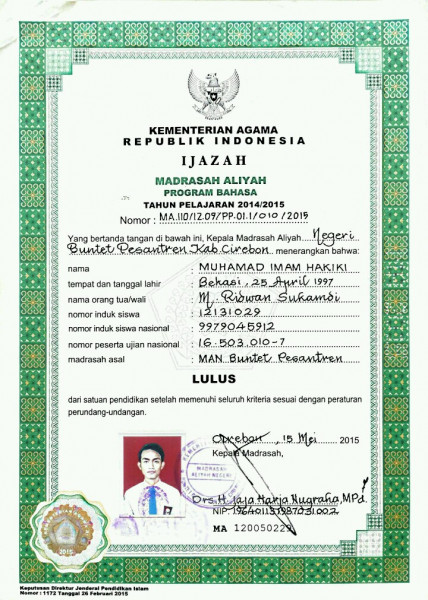 KEMENTERIAN AGAMA
REPUBLIK INDONESIA
IJAZAH
MADRASAH ALIYAH
PROGRAM BAHASA
TAHUN PELAJARAN 2014/2015
Nomor : MA.110/12.09/PP.01.1/010/2015
Yang bertanda tangan di bawah ini, Kepala Madrasah Aliyah Negeri
Buntet Pesantren Kab. Cirebon menerangkan bahwa:
nama : MUHAMAD IMAM HAKIKI
tempat dan tanggal lahir : Bekasi, 25 April 1997
nama orang tua/wali : M. Ridwan Suhamdi
nomor induk siswa : 12131029
nomor induk siswa nasional : 9979045912
nomor peserta ujian nasional : 16.503.010-7
madrasah asal : MAN Buntet Pesantren
LULUS
dari satuan pendidikan setelah memenuhi seluruh kriteria sesuai dengan peraturan
perundang-undangan.
Cirebon, 15 Mei 2015
Kepala Madrasah,
MADRASAH
ALIYAH NEGERI
Drs. H. Jaja Harja Nugraha, MPd.
NIP.
MA 120050229
2015
Keputusan Direktur Jenderal Pendidikan Islam
Nomor : 1172 Tanggal 26 Februari 2015